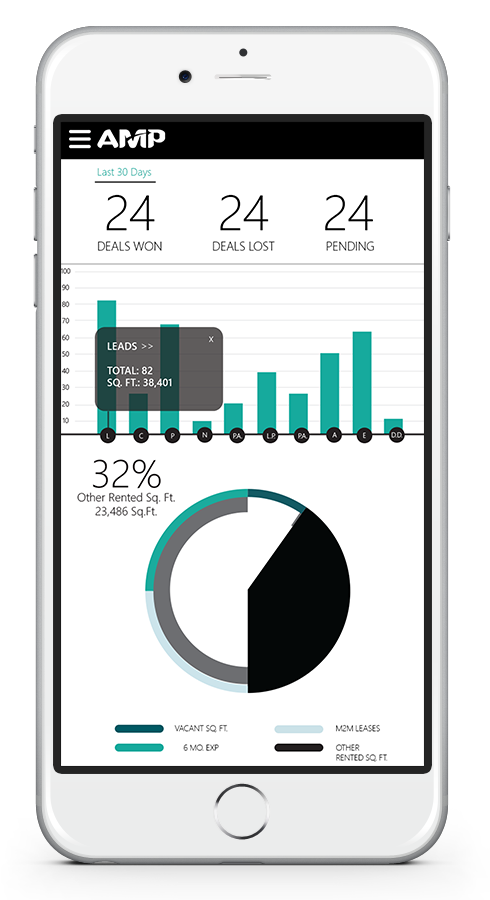 AMP
Last 30 Days
24 24 24
DEALS WON DEALS LOST PENDING
100
90
80
70
60
50
40
30
20
10
LEADS >> X
TOTAL: 82
SQ. FT.: 38,401
L C P N P.A. L.P. P.A. A E D.D.
32%
Other Rented Sq. Ft.
23,486 Sq.Ft.
VACANT SQ. FT. M2M LEASES
6 MO. EXP OTHER
RENTED SQ. FT.